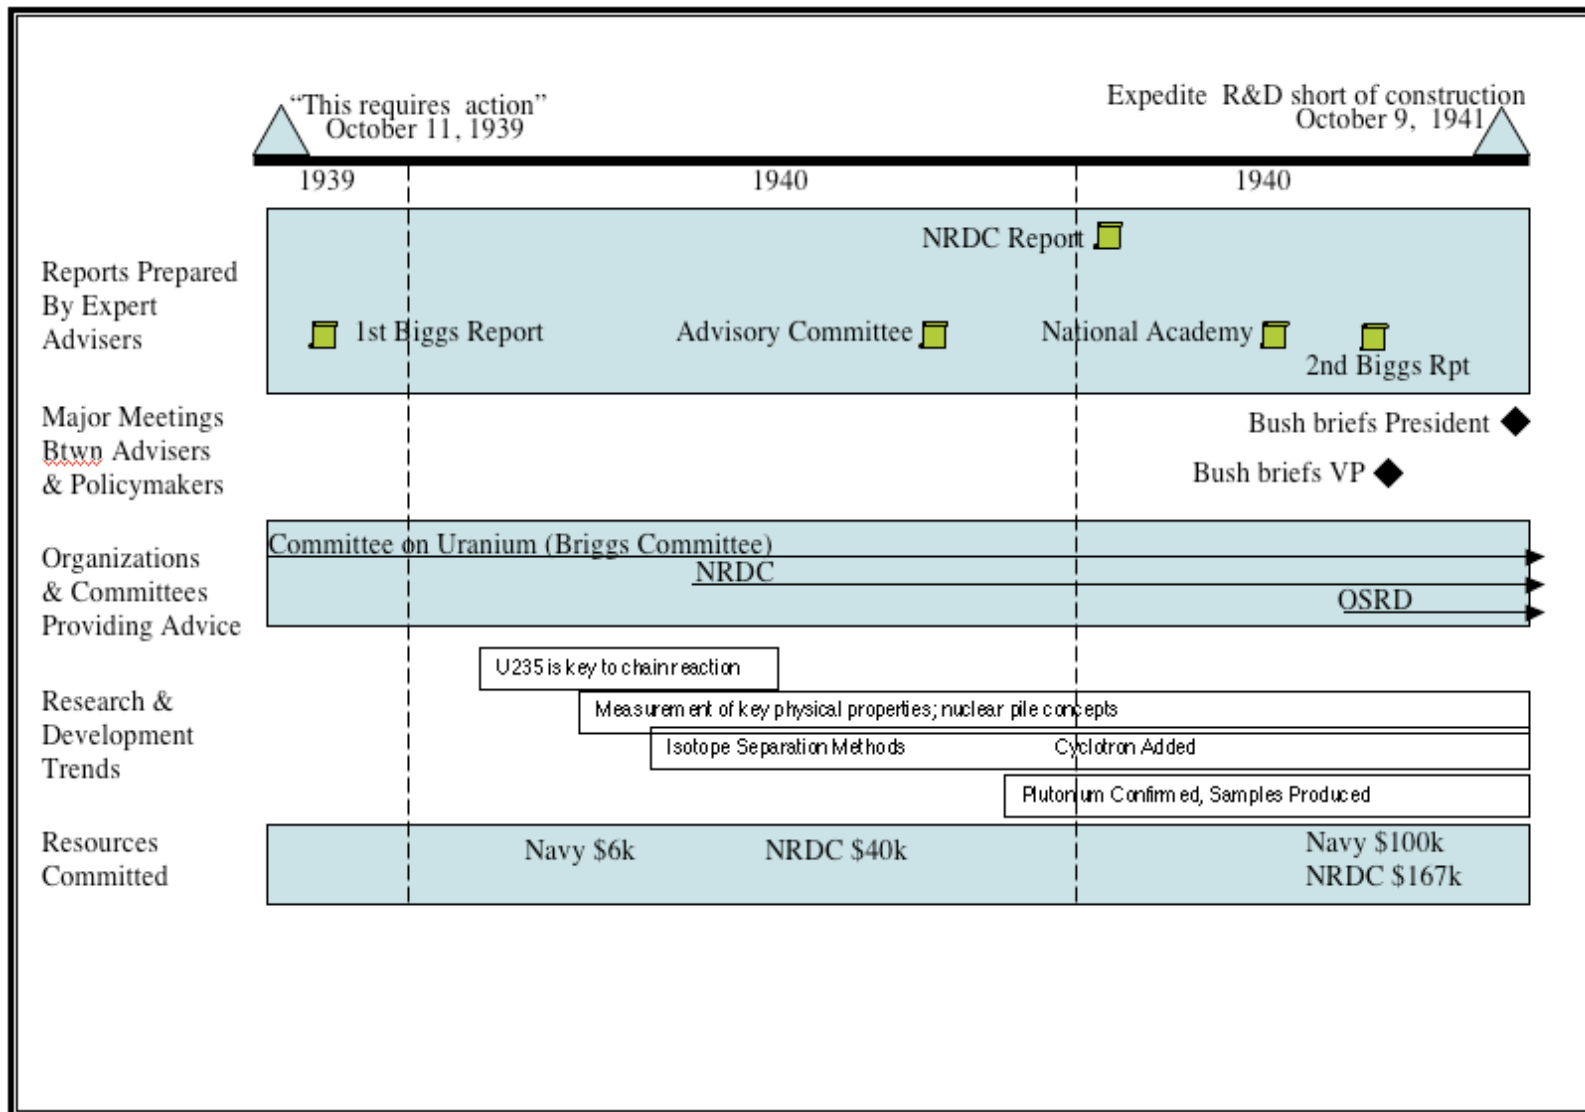 “This requires action”
October 11, 1939
Expedite R&D short of construction
October 9, 1941
1939
1940
1940
Reports Prepared
By Expert
Advisers
NRDC Report
1st Biggs Report
Advisory Committee
National Academy
2nd Biggs Rpt
Major Meetings
Btwn Advisers
& Policymakers
Bush briefs President
Bush briefs VP
Organizations
& Committees
Providing Advice
Committee on Uranium (Briggs Committee)
NRDC
OSRD
Research &
Development
Trends
U235 is key to chain reaction
Measurement of key physical properties; nuclear pile concepts
Isotope Separation Methods
Cyclotron Added
Plutonium Confirmed, Samples Produced
Resources
Committed
Navy $6k
NRDC $40k
Navy $100k
NRDC $167k